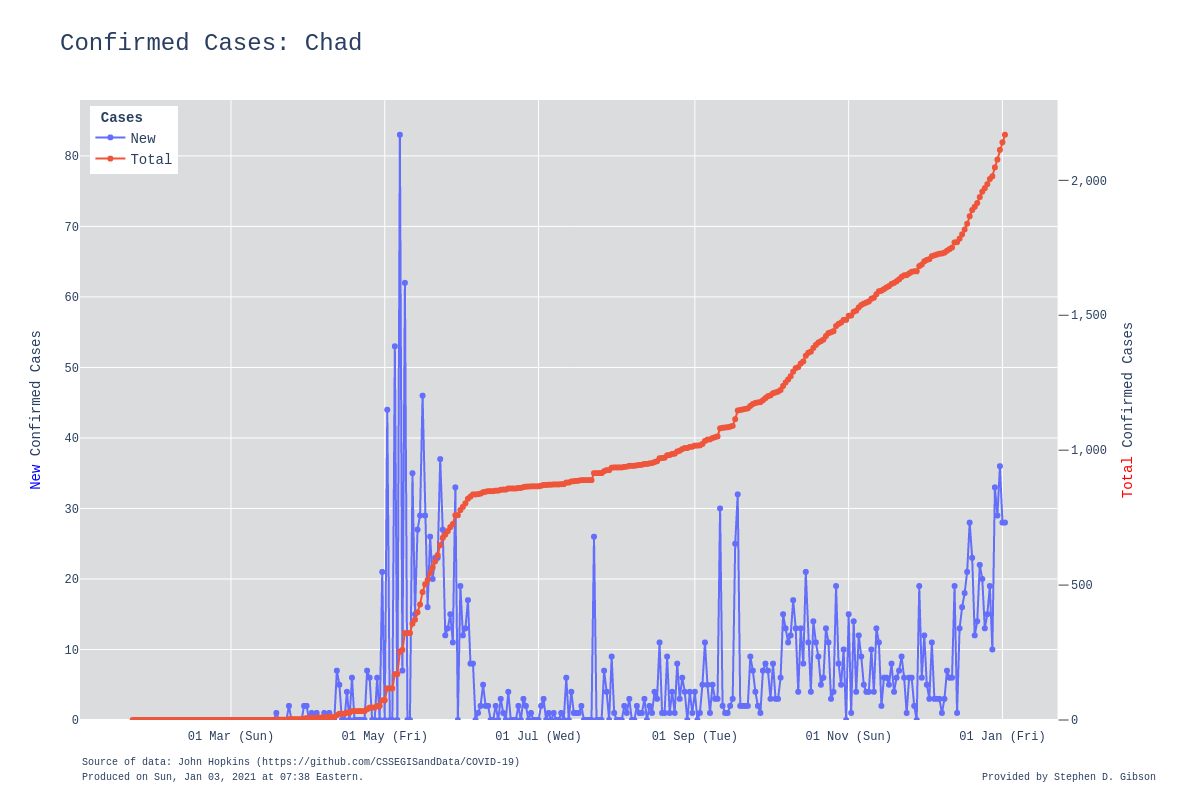 Confirmed Cases: Chad
Cases
New
Total
80
70
60
50
40
30
20
10
0
New Confirmed Cases
2,000
1,500
1,000
500
0
Total Confirmed Cases
01 Mar (Sun)
01 May (Fri)
01 Jul (Wed)
01 Sep (Tue)
01 Nov (Sun)
01 Jan (Fri)
Source of data: John Hopkins (https://github.com/CSSEGISandData/COVID-19)
Produced on Sun, Jan 03, 2021 at 07:38 Eastern.
Provided by Stephen D. Gibson